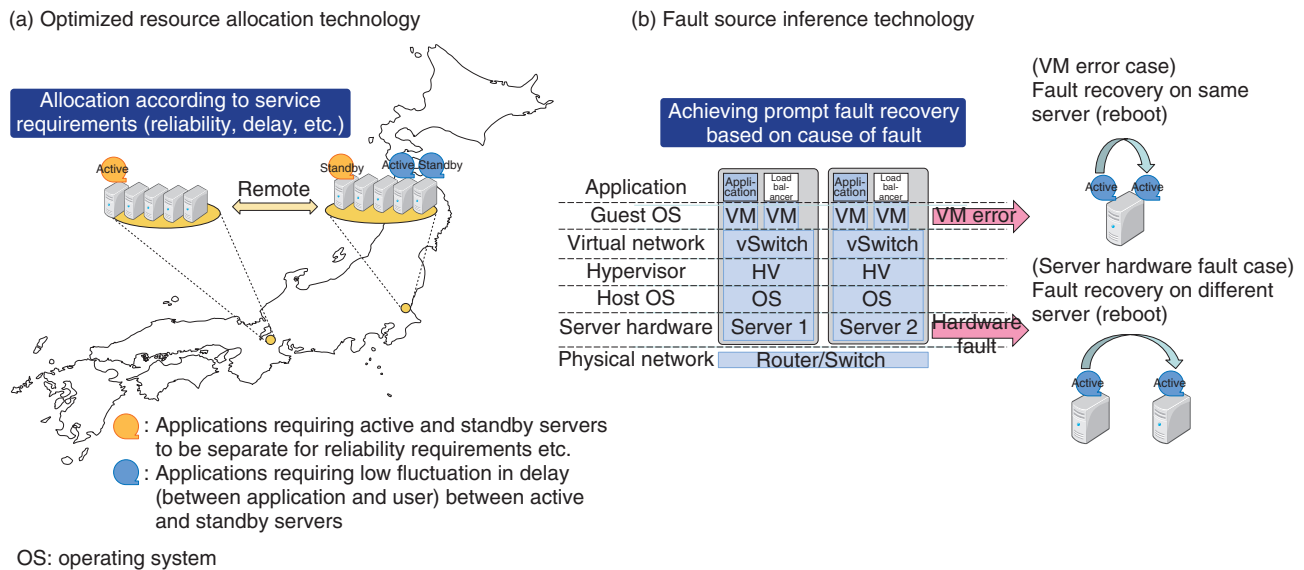 (a) Optimized resource allocation technology
Allocation according to service
requirements (reliability, delay, etc.)
Active
Remote
Standby
Active
Standby
: Applications requiring active and standby servers
to be separate for reliability requirements etc.
: Applications requiring low fluctuation in delay
(between application and user) between active
and standby servers
OS: operating system
(b) Fault source inference technology
Achieving prompt fault recovery
based on cause of fault
Application
Appli-
cation
Load
bal-
ancer
Appli-
cation
Load
bal-
ancer
Guest OS
VM
VM
VM
VM
VM error
Virtual network
vSwitch
vSwitch
Hypervisor
HV
HV
Host OS
OS
OS
Server hardware
Server 1
Server 2
Hardware
fault
Physical network
Router/Switch
(VM error case)
Fault recovery on same
server (reboot)
Active
Active
(Server hardware fault case)
Fault recovery on different
server (reboot)
Active
Active